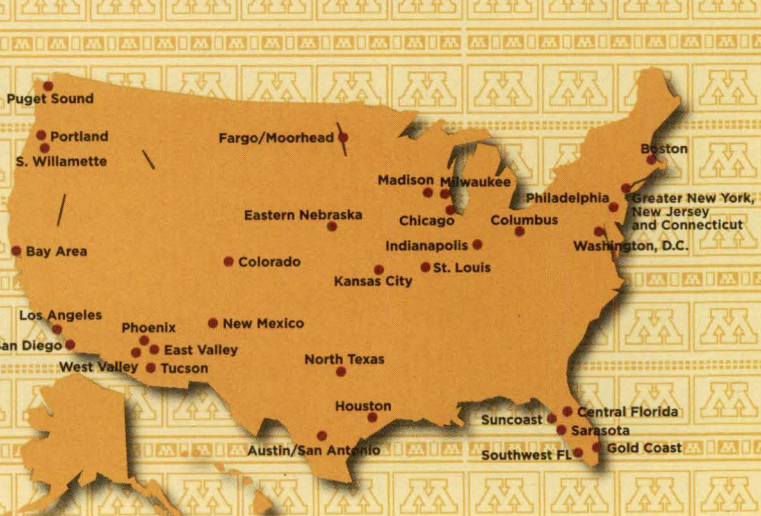 Puget Sound
Portland
S. Willamette
Fargo/Moorhead
Boston
Madison
Milwaukee
Philadelphia
Greater New York,
New Jersey
and Connecticut
Chicago
Columbus
Eastern Nebraska
Indianapolis
Washington, D.C.
Bay Area
Colorado
St. Louis
Kansas City
Los Angeles
New Mexico
Phoenix
an Diego
East Valley
North Texas
West Valley
Tucson
Houston
Central Florida
Suncoast
Sarasota
Austin/San Antonio
Gold Coast
Southwest FL